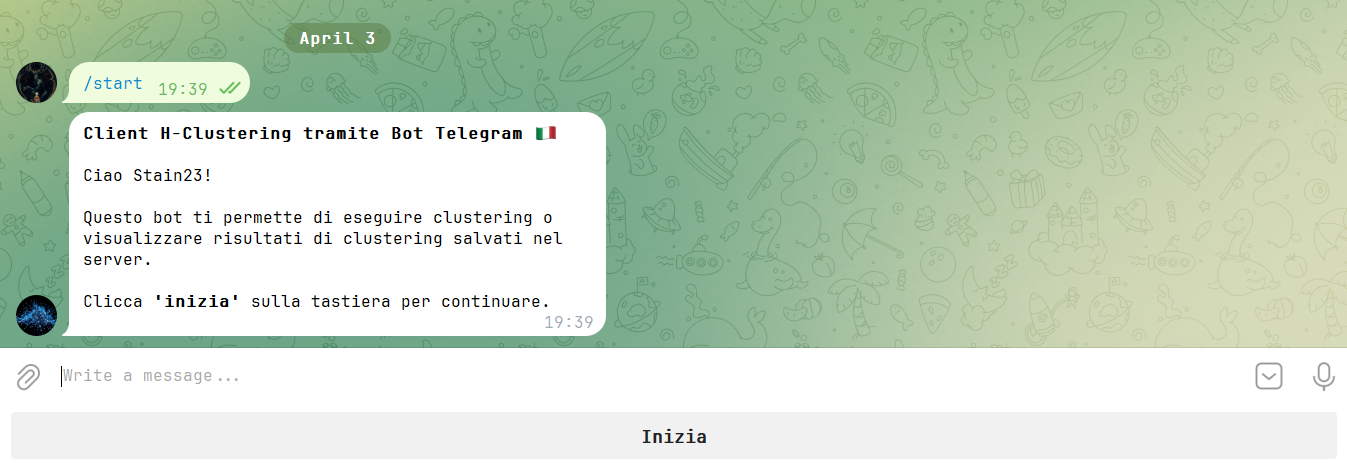 April 3
/start 19:39
Client H-Clustering tramite Bot Telegram 🇮🇹
Ciao Stain23!
Questo bot ti permette di eseguire clustering o
visualizzare risultati di clustering salvati nel
server.
Clicca 'inizia' sulla tastiera per continuare.
19:39
Write a message...
Inizia